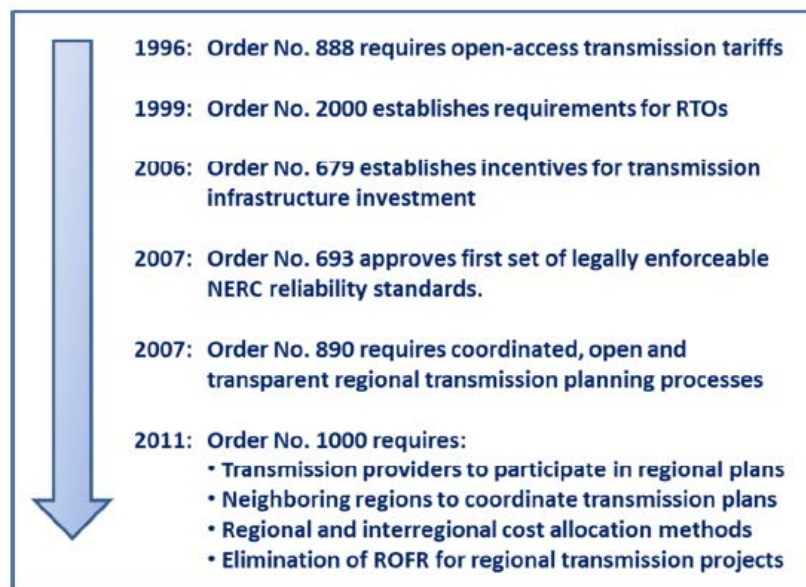 1996: Order No. 888 requires open-access transmission tariffs
1999: Order No. 2000 establishes requirements for RTOs
2006: Order No. 679 establishes incentives for transmission
infrastructure investment
2007: Order No. 693 approves first set of legally enforceable
NERC reliability standards.
2007: Order No. 890 requires coordinated, open and
transparent regional transmission planning processes
2011: Order No. 1000 requires:
• Transmission providers to participate in regional plans
• Neighboring regions to coordinate transmission plans
• Regional and interregional cost allocation methods
• Elimination of ROFR for regional transmission projects